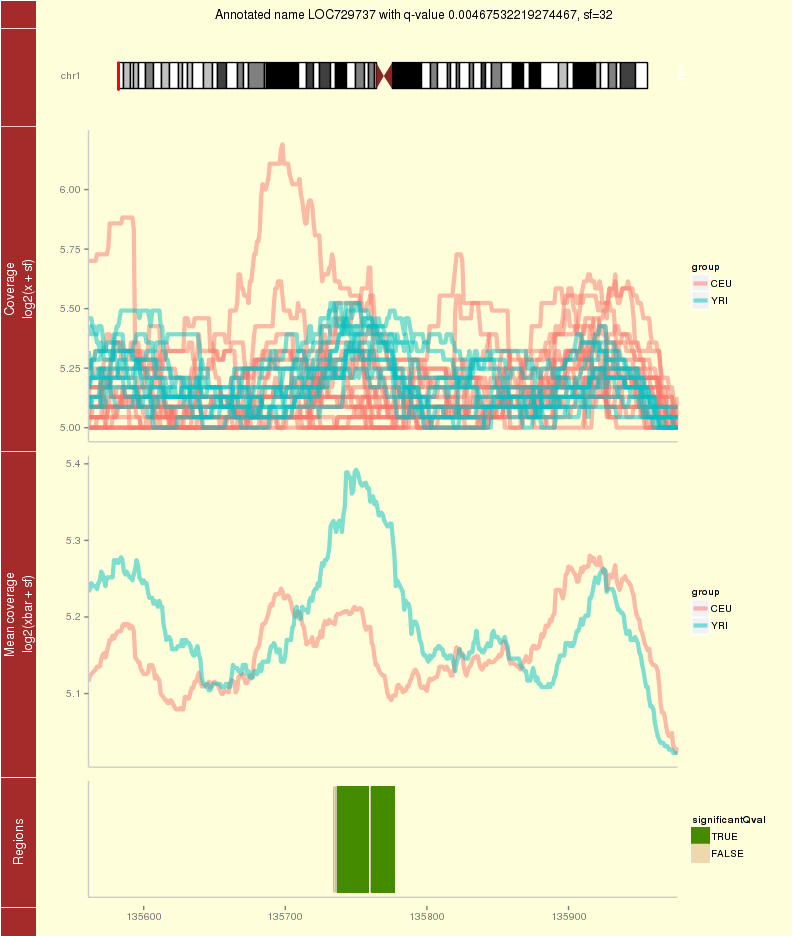 Annotated name LOC729737 with q-value 0.00467532219274467, sf=32
chr1
Coverage
log2(x + sf)
6.00
5.75
5.50
5.25
5.00
group
CEU
YRI
Mean coverage
log2(xbar + sf)
5.4
5.3
5.2
5.1
group
CEU
YRI
Regions
significantQval
TRUE
FALSE
135600 135700 135800 135900